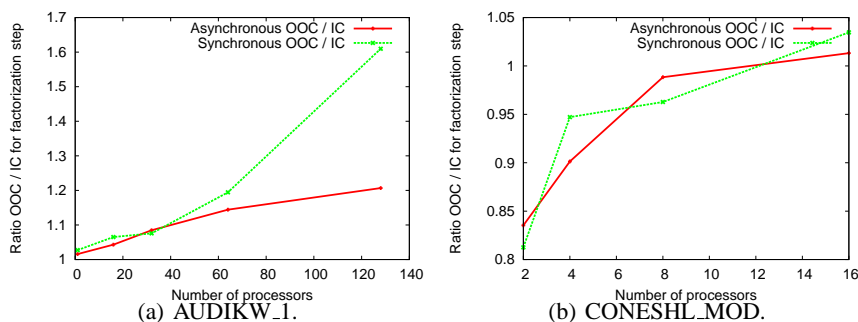 Ratio OOC / IC for factorization step
1.7
1.6
1.5
1.4
1.3
1.2
1.1
1
0 20 40 60 80 100 120 140
Asynchronous OOC / IC
Synchronous OOC / IC
Number of processors
(a) AUDIKW_1.
Ratio OOC / IC for factorization step
1.05
1
0.95
0.9
0.85
0.8
2 4 6 8 10 12 14 16
Asynchronous OOC / IC
Synchronous OOC / IC
Number of processors
(b) CONESHL_MOD.